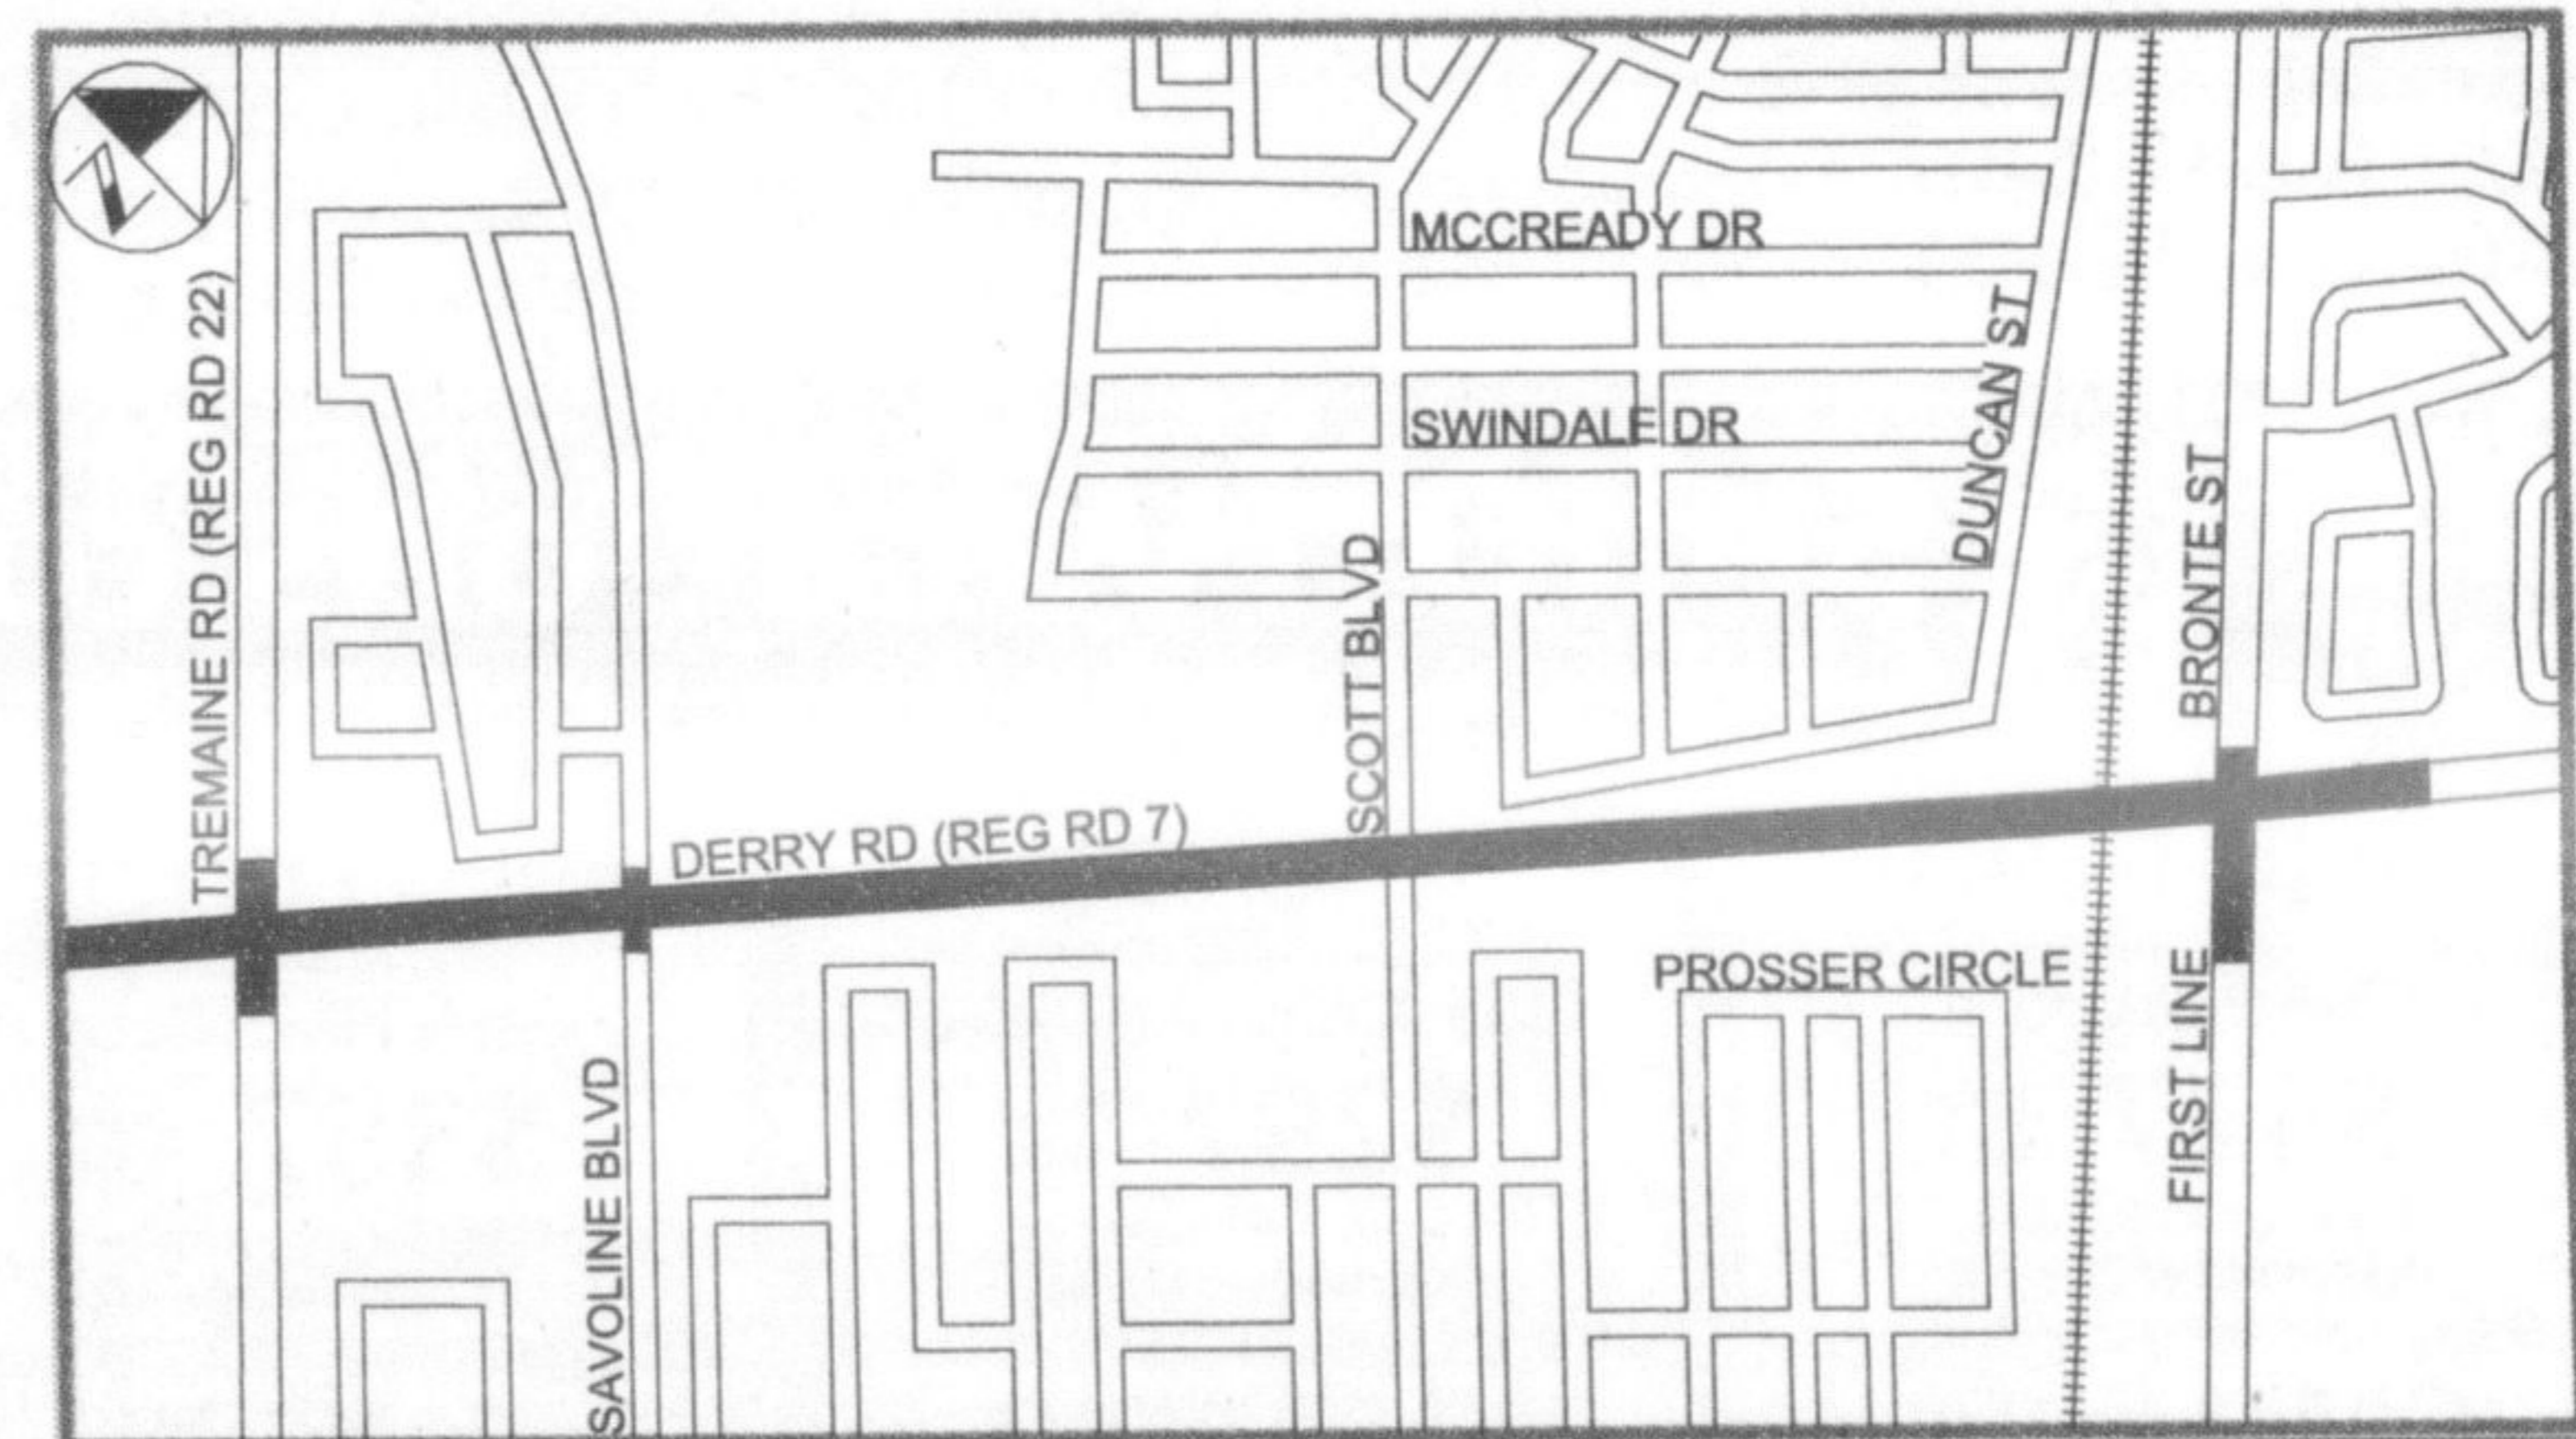 N
MCCREADY DR
TREMAINE RD (REG RD 22)
DUNCAN ST
SWINDALE DR
BRONTE ST
SCOTT BLVD
DERRY RD (REG RD 7)
PROSSER CIRCLE
FIRST LINE
SAVOLINE BLVD